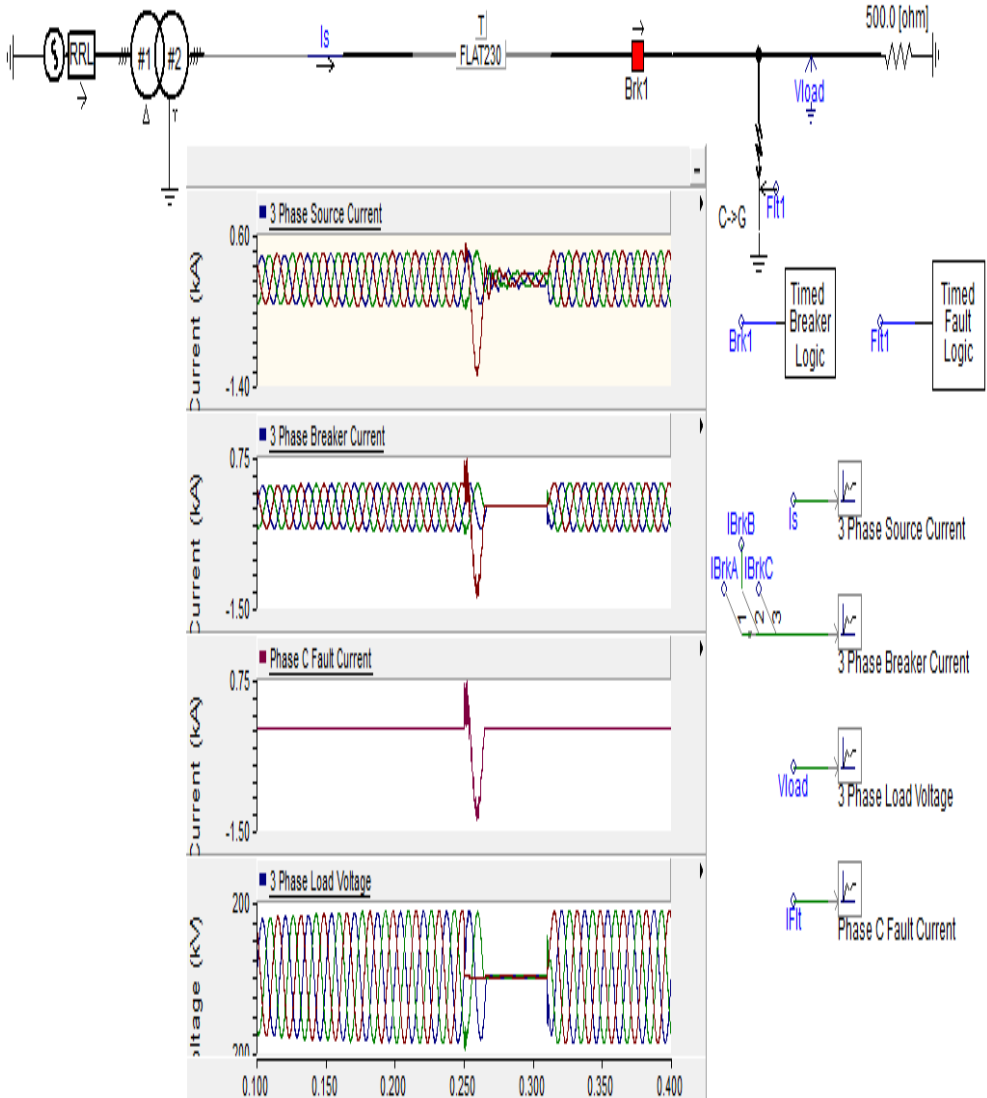 500.0 [ohm]
S
RRL
#1
#2
Is
T
FLAT230
Brk1
Vload
Δ
Y
C->G
Flt1
3 Phase Source Current
0.60
-1.40
Current (kA)
Timed
Breaker
Logic
Brk1
Timed
Fault
Logic
Flt1
3 Phase Breaker Current
0.75
-1.50
Current (kA)
Is
3 Phase Source Current
IBrkB
IBrkA
IBrkC
1
2
3
3 Phase Breaker Current
Phase C Fault Current
0.75
-1.50
Current (kA)
Vload
3 Phase Load Voltage
3 Phase Load Voltage
200
200
ltage (kV)
IFlt
Phase C Fault Current
0.100
0.150
0.200
0.250
0.300
0.350
0.400